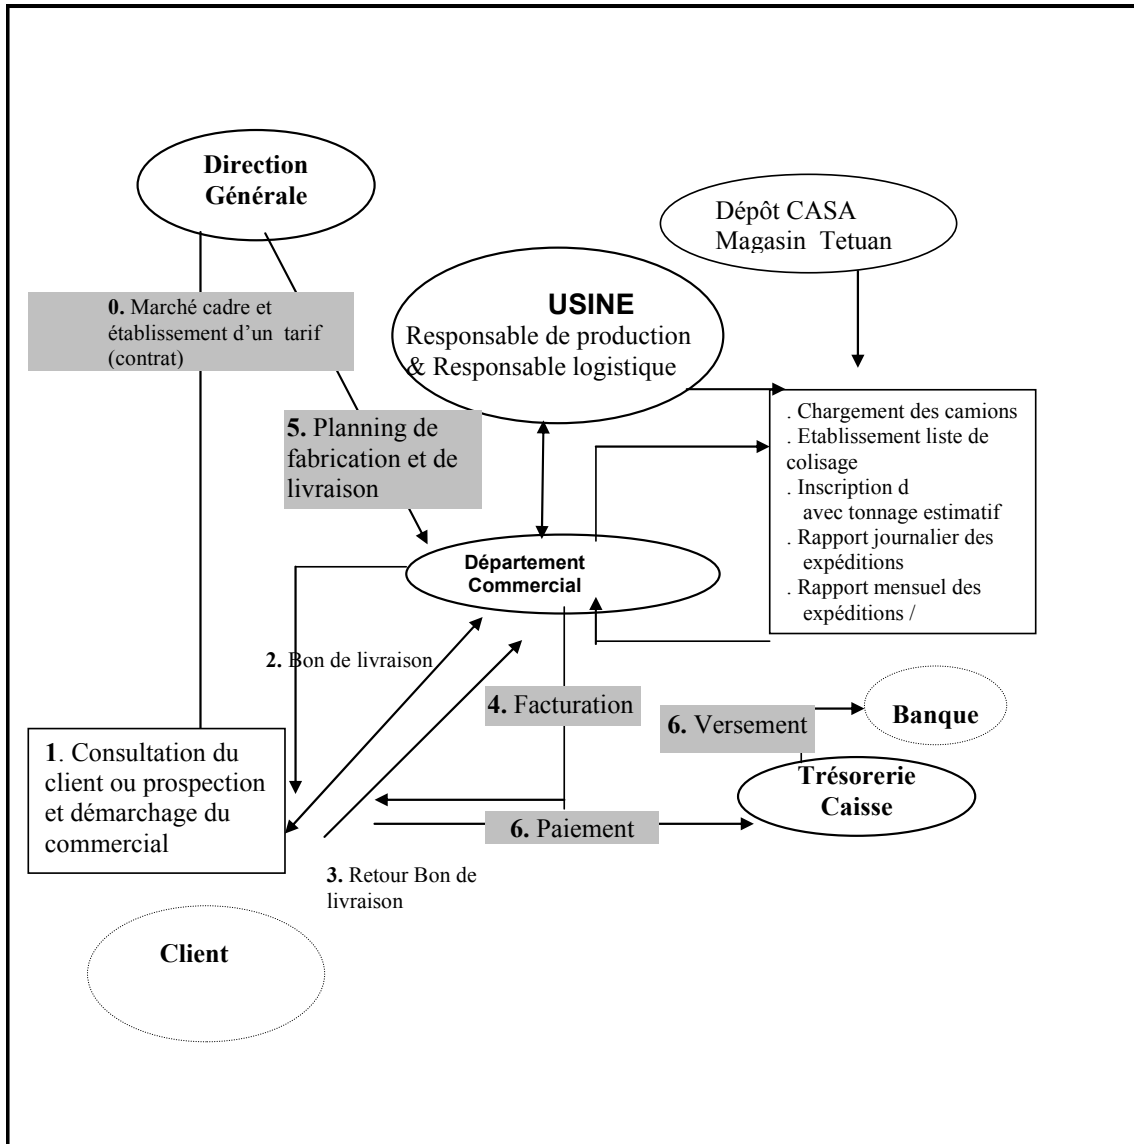 Direction
Générale
Dépôt CASA
Magasin Tetuan
USINE
Responsable de production
& Responsable logistique
0. Marché cadre et
établissement d’un tarif
(contrat)
5. Planning de
fabrication et de
livraison
. Chargement des camions
. Etablissement liste de
colisage
. Inscription d
avec tonnage estimatif
. Rapport journalier des
expéditions
. Rapport mensuel des
expéditions /
Département
Commercial
2. Bon de livraison
4. Facturation
6. Versement
Banque
1. Consultation du
client ou prospection
et démarchage du
commercial
Trésorerie
Caisse
6. Paiement
3. Retour Bon de
livraison
Client